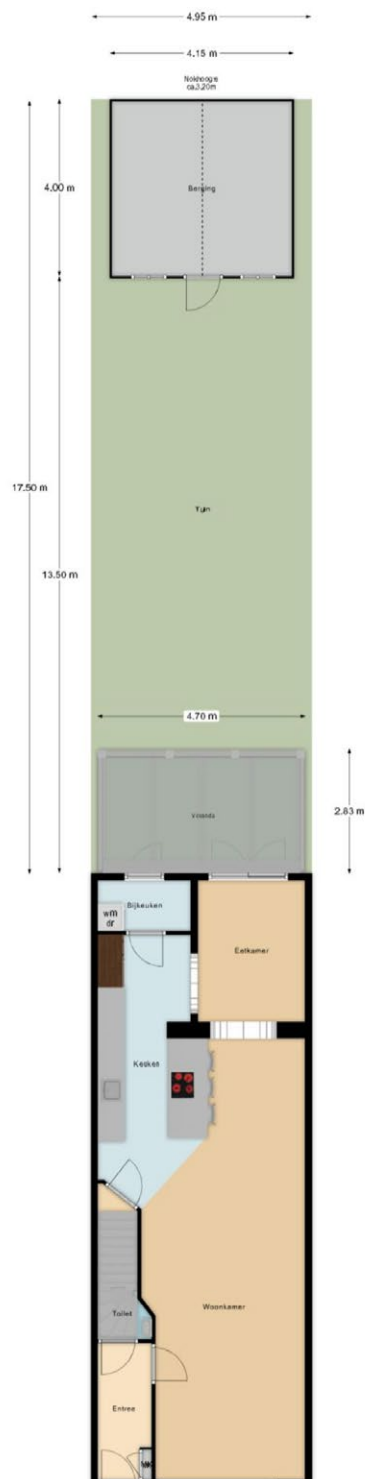 4.95 m
4.15 m
Nokhoogte
ca.3.20m
4.00 m
Berging
17.50 m
Tuin
13.50 m
4.70 m
2.83 m
Veranda
Bijkeuken
wm
dr
Eetkamer
Keuken
Woonkamer
Toilet
Entree
MK